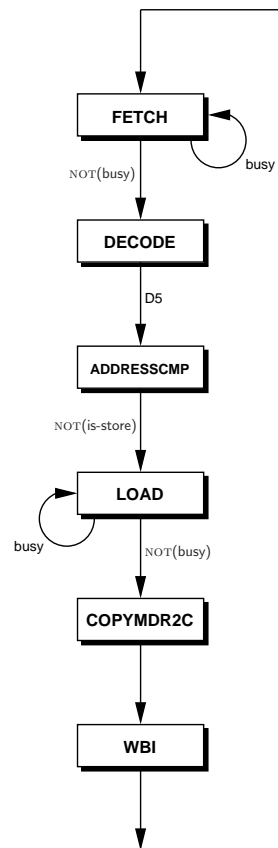 FETCH
busy
NOT(busy)
DECODE
D5
ADDRESSCMP
NOT(is-store)
LOAD
busy
NOT(busy)
COPYMDR2C
WBI